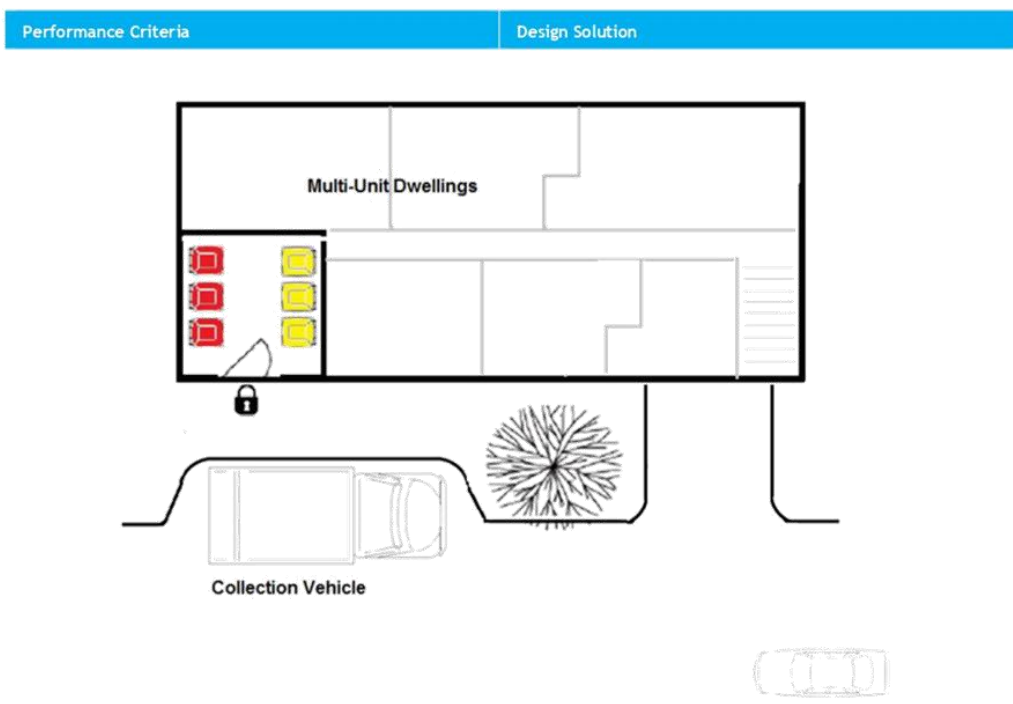 Performance Criteria
Design Solution
Multi-Unit Dwellings
Collection Vehicle